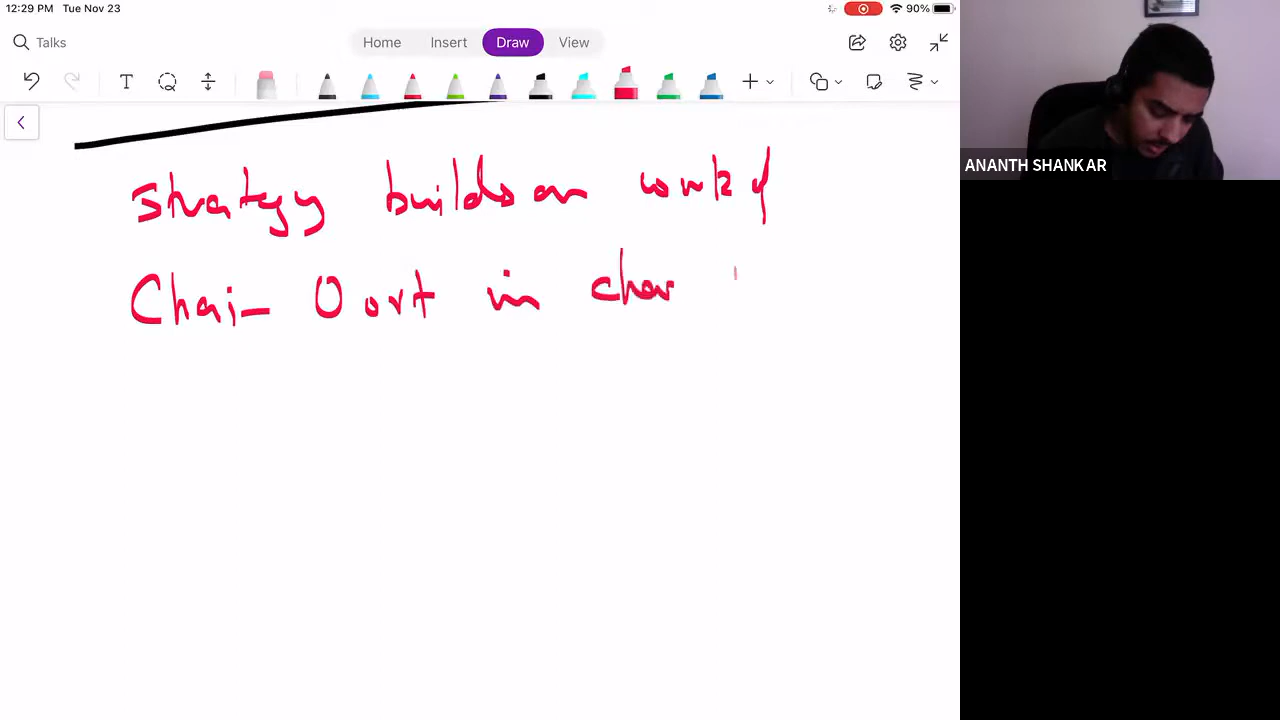 12:29 PM Tue Nov 23
90%
Talks
Home Insert Draw View
T
ANANTH SHANKAR
strategy builds on work of
Chai- Oort in char